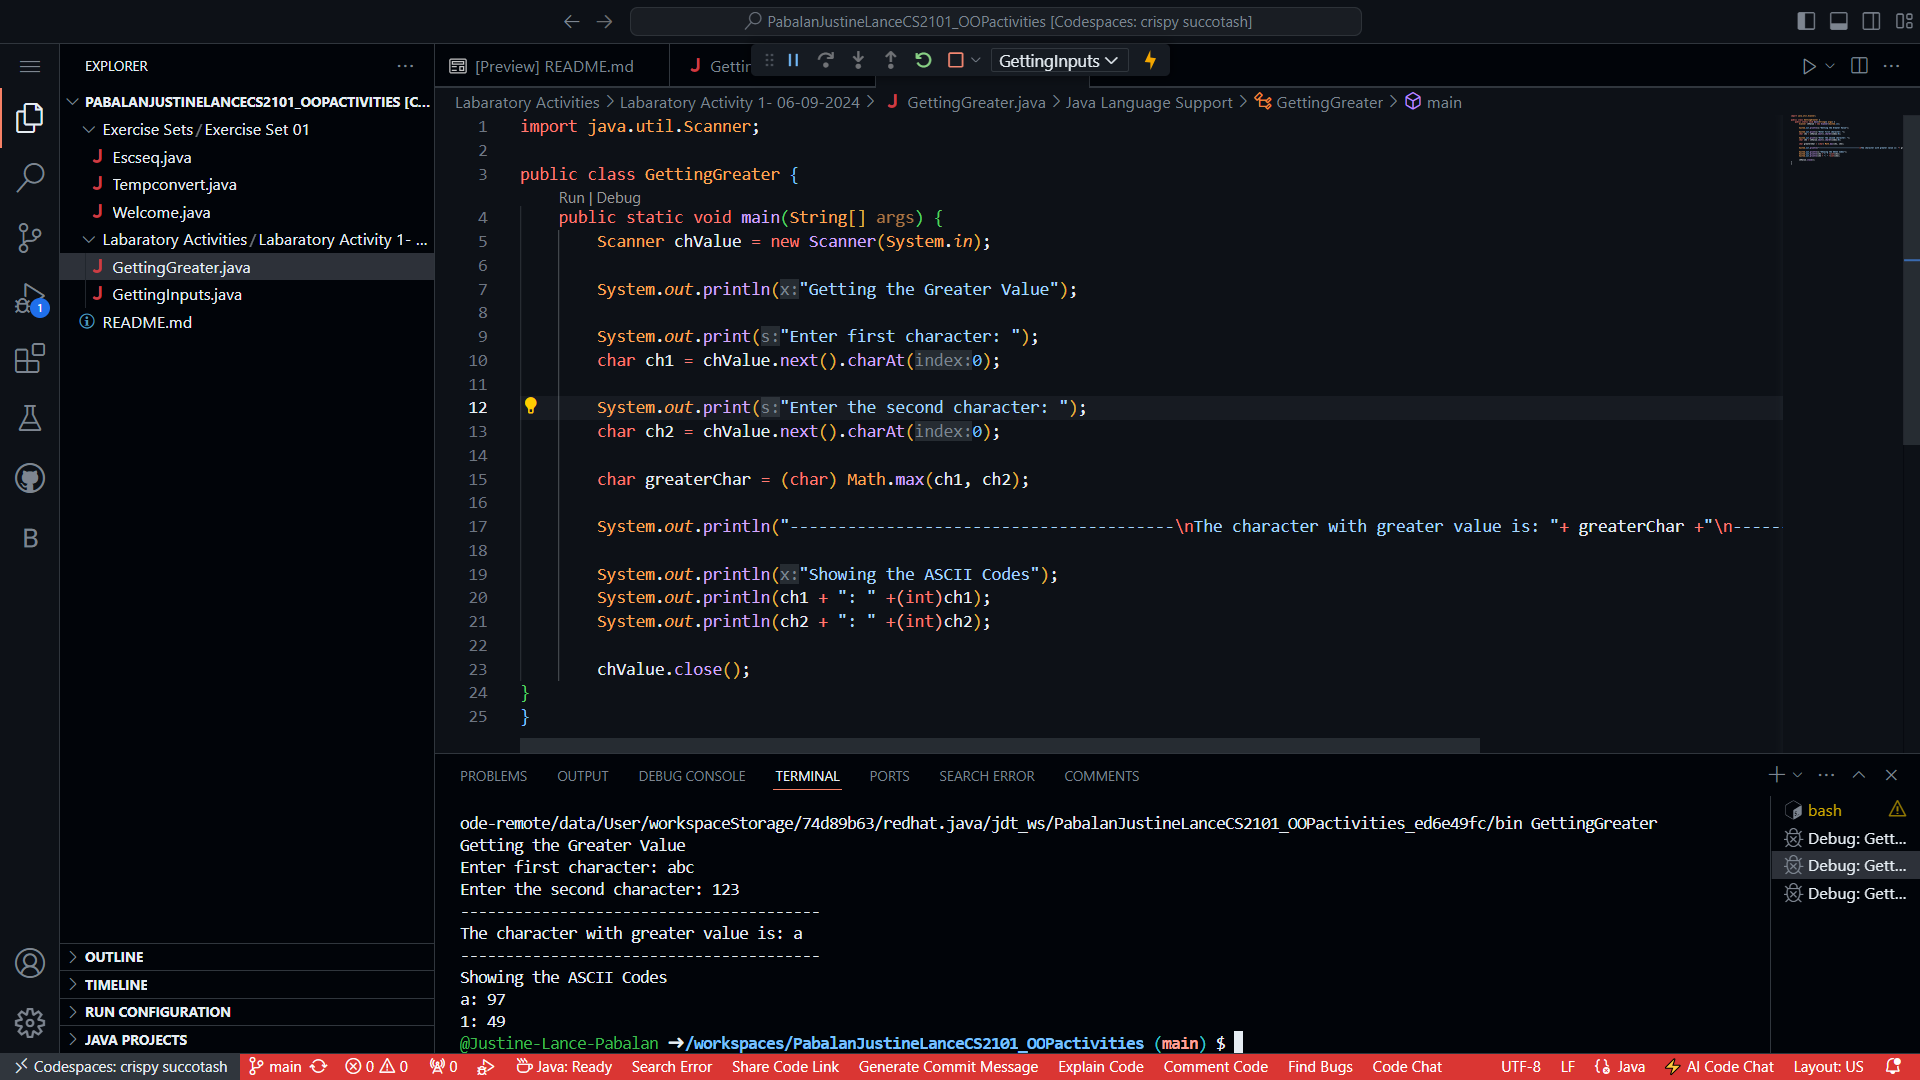 PabalanJustineLanceCS2101_OOPactivities [Codespaces: crispy succotash]
EXPLORER
PABALANJUSTINELANCECS2101_OOPACTIVITIES [C...
Exercise Sets / Exercise Set 01
J Escseq.java
J Tempconvert.java
J Welcome.java
Labaratory Activities / Labaratory Activity 1- ...
J GettingGreater.java
J GettingInputs.java
README.md
1
B
OUTLINE
TIMELINE
RUN CONFIGURATION
JAVA PROJECTS
[Preview] README.md
J Gettin
GettingInputs
Labaratory Activities > Labaratory Activity 1- 06-09-2024 > J GettingGreater.java > Java Language Support > GettingGreater > main
1 import java.util.Scanner;
2
3 public class GettingGreater {
Run | Debug
4 public static void main(String[] args) {
5 Scanner chValue = new Scanner(System.in);
6
7 System.out.println(x:"Getting the Greater Value");
8
9 System.out.print(s:"Enter first character: ");
10 char ch1 = chValue.next().charAt(index:0);
11
12 System.out.print(s:"Enter the second character: ");
13 char ch2 = chValue.next().charAt(index:0);
14
15 char greaterChar = (char) Math.max(ch1, ch2);
16
17 System.out.println("----------------------------------------\nThe character with greater value is: "+ greaterChar +"\n-----
18
19 System.out.println(x:"Showing the ASCII Codes");
20 System.out.println(ch1 + ": " +(int)ch1);
21 System.out.println(ch2 + ": " +(int)ch2);
22
23 chValue.close();
24 }
25 }
PROBLEMS OUTPUT DEBUG CONSOLE TERMINAL PORTS SEARCH ERROR COMMENTS
ode-remote/data/User/workspaceStorage/74d89b63/redhat.java/jdt_ws/PabalanJustineLanceCS2101_OOPactivities_ed6e49fc/bin GettingGreater
Getting the Greater Value
Enter first character: abc
Enter the second character: 123
----------------------------------------
The character with greater value is: a
----------------------------------------
Showing the ASCII Codes
a: 97
1: 49
@Justine-Lance-Pabalan ➜/workspaces/PabalanJustineLanceCS2101_OOPactivities (main) $
bash
Debug: Gett...
Debug: Gett...
Debug: Gett...
Codespaces: crispy succotash main 0 0 0 Java: Ready Search Error Share Code Link Generate Commit Message Explain Code Comment Code Find Bugs Code Chat UTF-8 LF Java AI Code Chat Layout: US